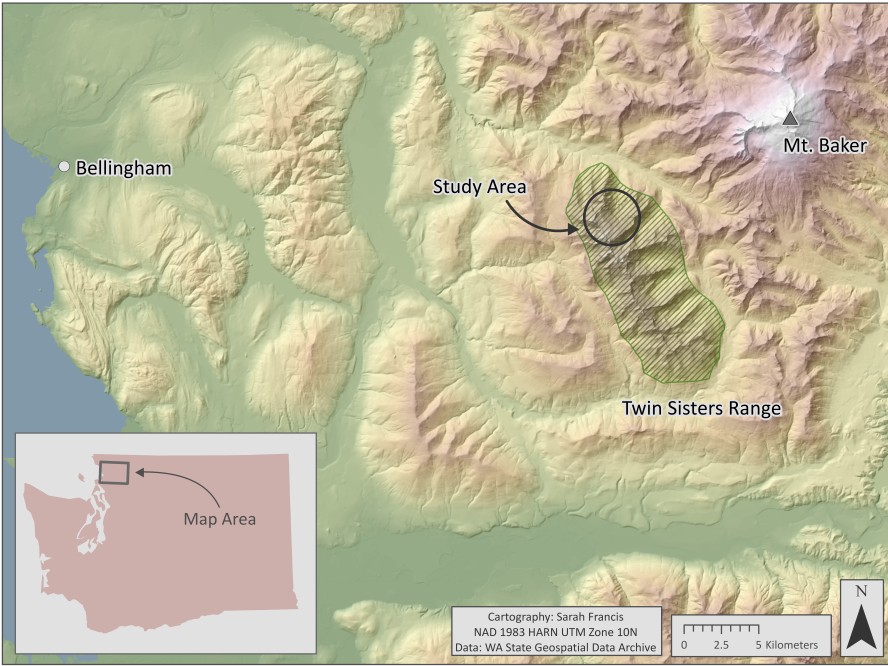 Mt. Baker
Bellingham
Study Area
Twin Sisters Range
Map Area
Cartography: Sarah Francis
NAD 1983 HARN UTM Zone 10N
Data: WA State Geospatial Data Archive
0 2.5 5 Kilometers
N